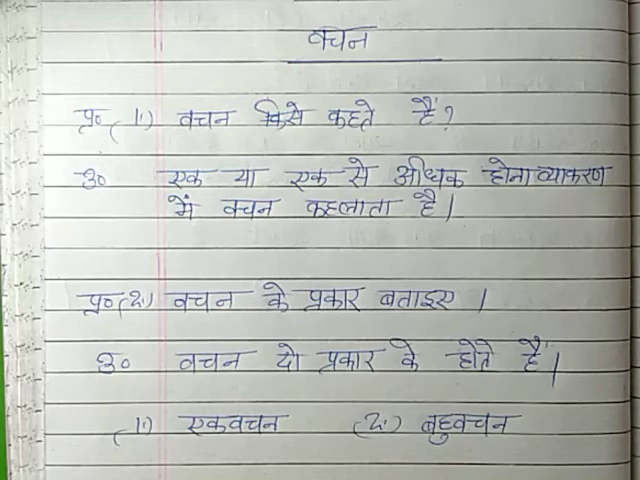 वचन
प्र० (1) वचन किसे कहते हैं?
उ० एक या एक से अधिक होना व्याकरण
में वचन कहलाता है।
प्र० (2) वचन के प्रकार बताइए।
उ० वचन दो प्रकार के होते हैं।
(1) एकवचन (2) बहुवचन